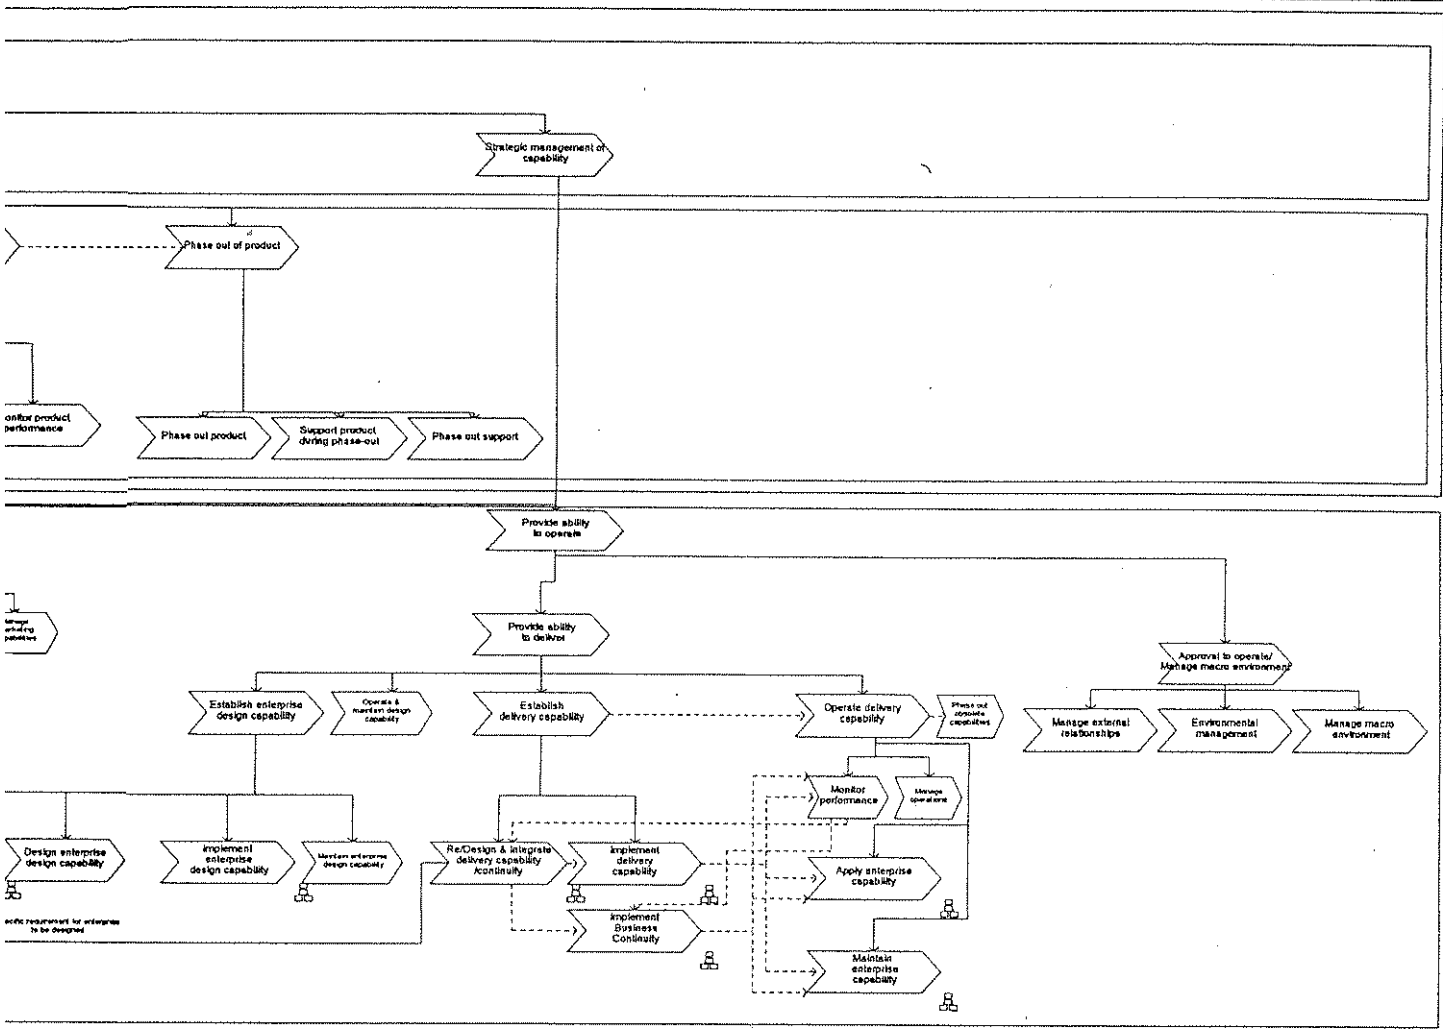 Strategic management of
capability
Phase out of product
onitor product
performance
Phase out product
Support product
during phase-out
Phase out support
Provide ability
to operate
Provide ability
to deliver
Approval to operate/
Manage macro environment
Establish enterprise
design capability
Operate &
maintain design
capability
Establish
delivery capability
Operate delivery
capability
Phase out
obsolete
capabilities
Manage external
relationships
Environmental
management
Manage macro
environment
Monitor
performance
Manage
operations
Design enterprise
design capability
Implement
enterprise
design capability
Maintain enterprise
design capability
Re/Design & Integrate
delivery capability
/continuity
Implement
delivery
capability
Apply enterprise
capability
ecific requirement for enterprise
to be designed
Implement
Business
Continuity
Maintain
enterprise
capability